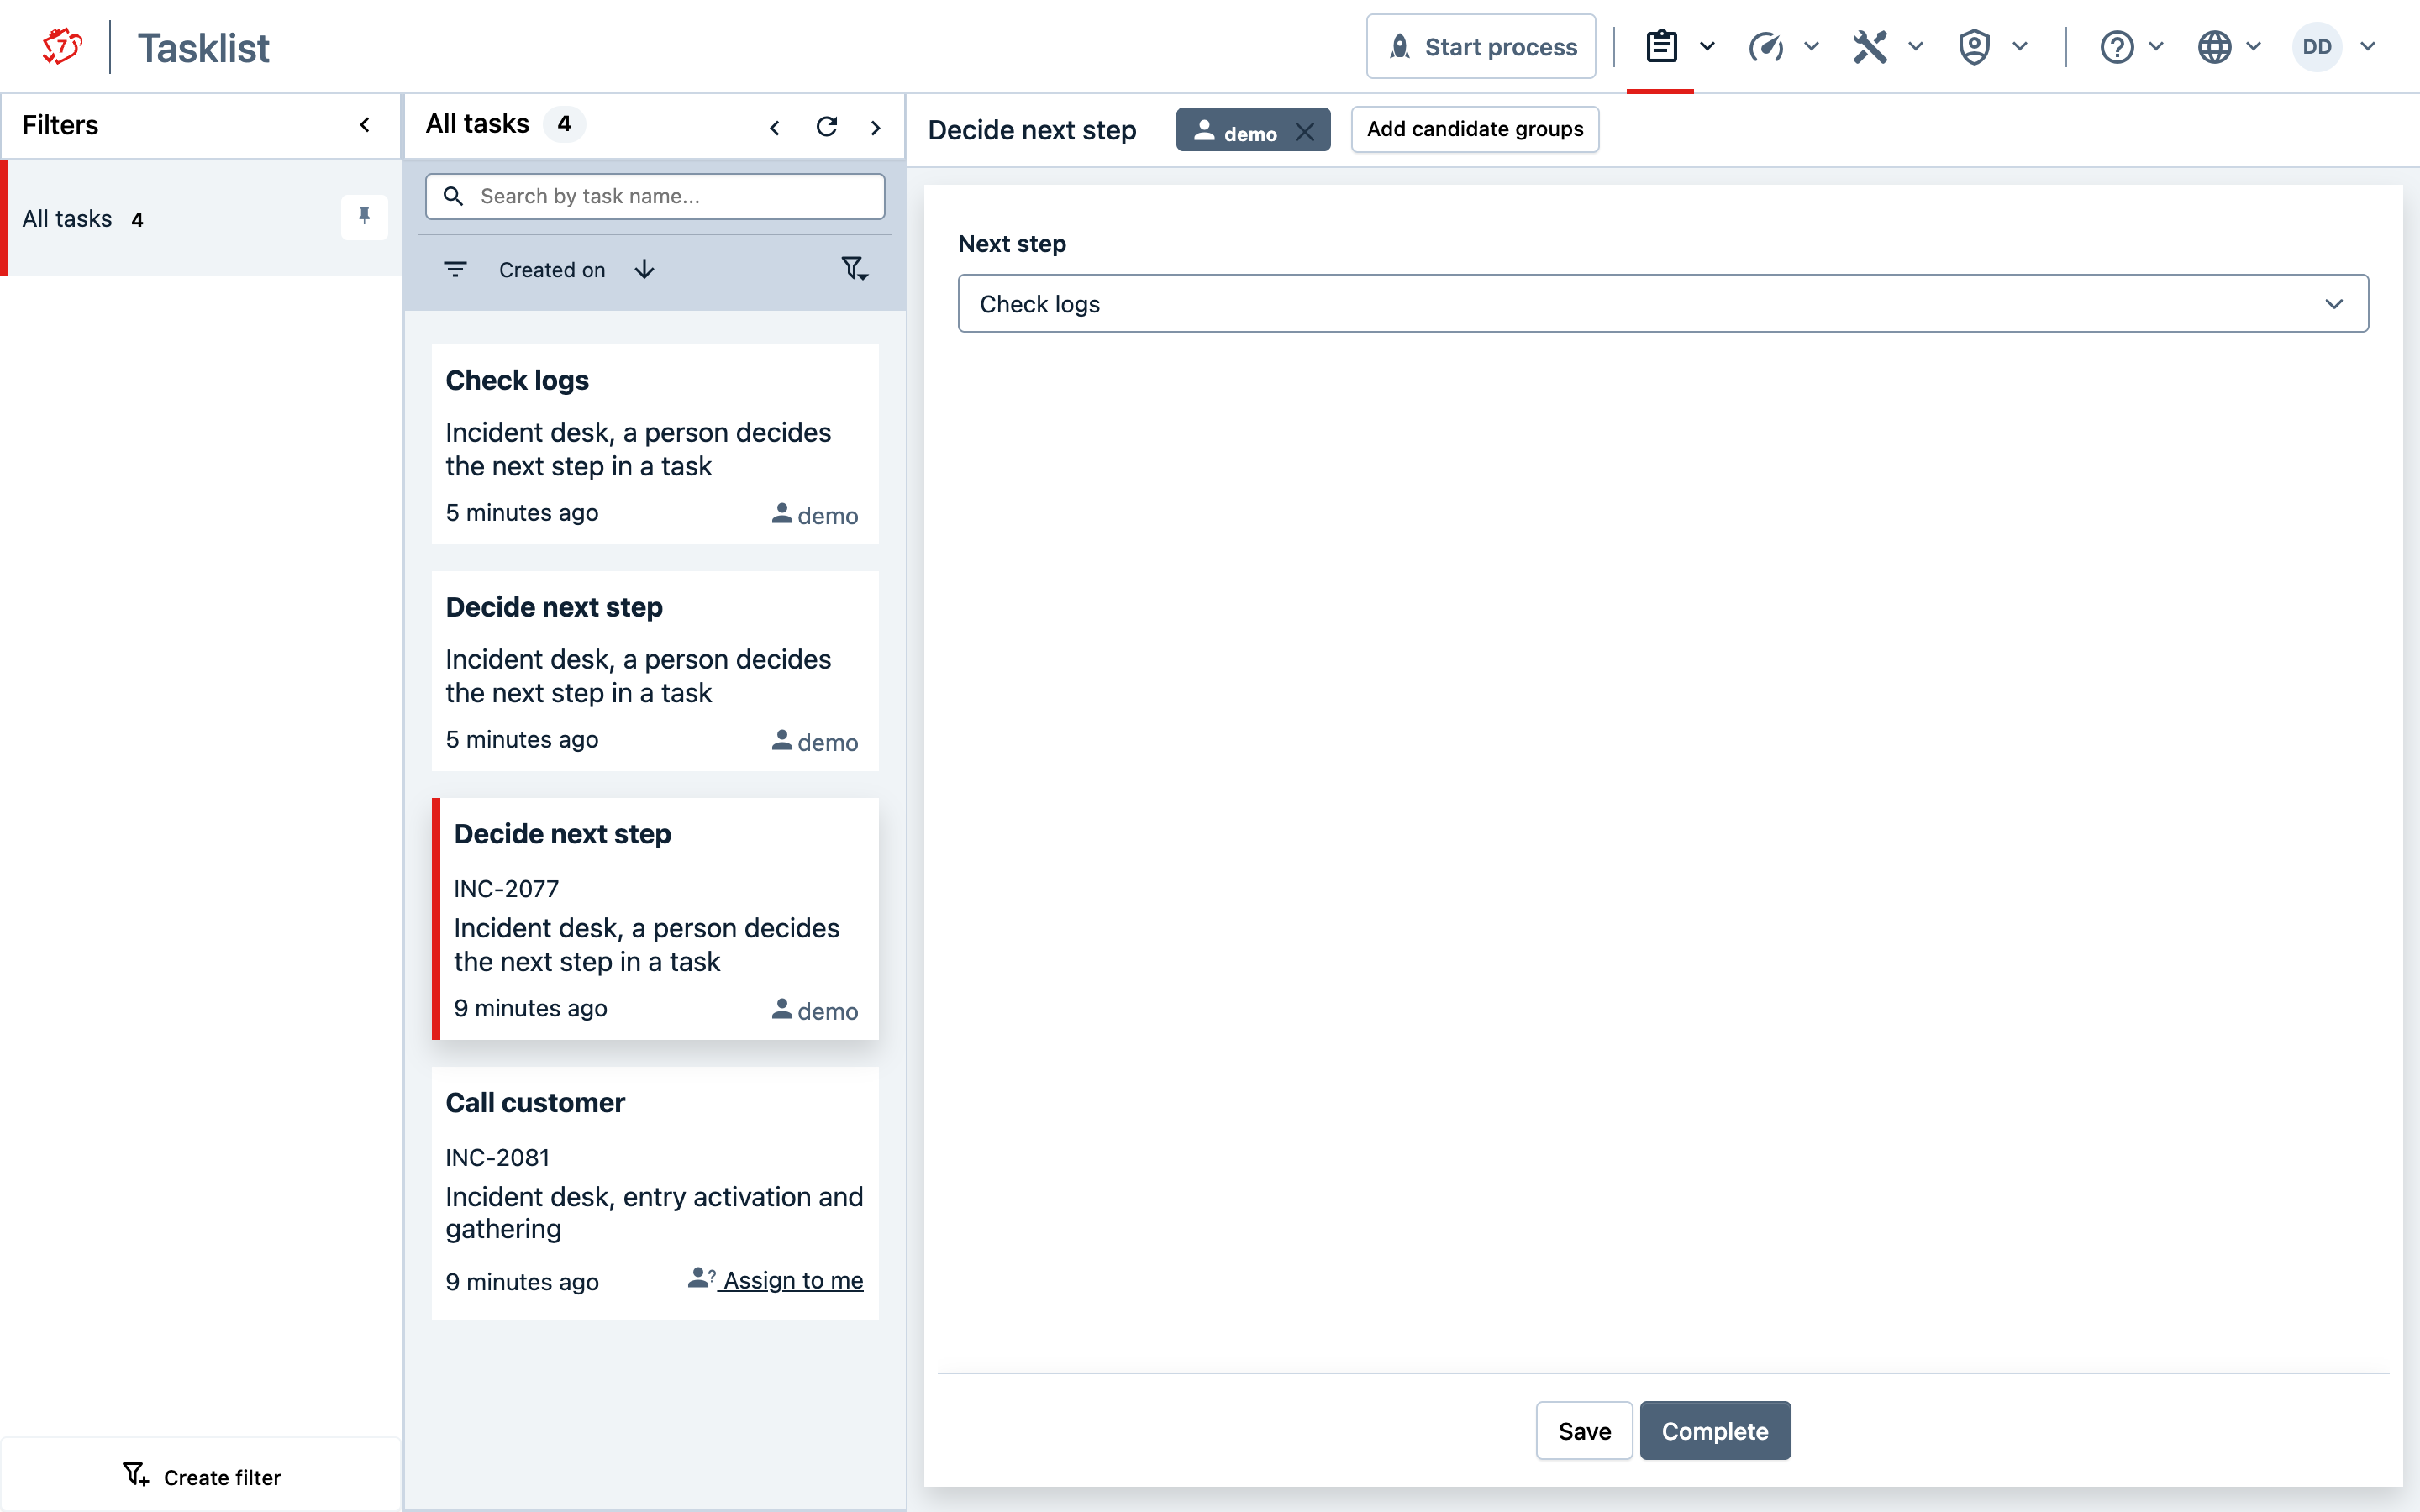 7
Tasklist
Start process
DD
Filters
All tasks 4
Create filter
All tasks 4
Search by task name...
Created on
Check logs
Incident desk, a person decides
the next step in a task
5 minutes ago
demo
Decide next step
Incident desk, a person decides
the next step in a task
5 minutes ago
demo
Decide next step
INC-2077
Incident desk, a person decides
the next step in a task
9 minutes ago
demo
Call customer
INC-2081
Incident desk, entry activation and
gathering
9 minutes ago
? Assign to me
Decide next step
demo
Add candidate groups
Next step
Check logs
Save
Complete